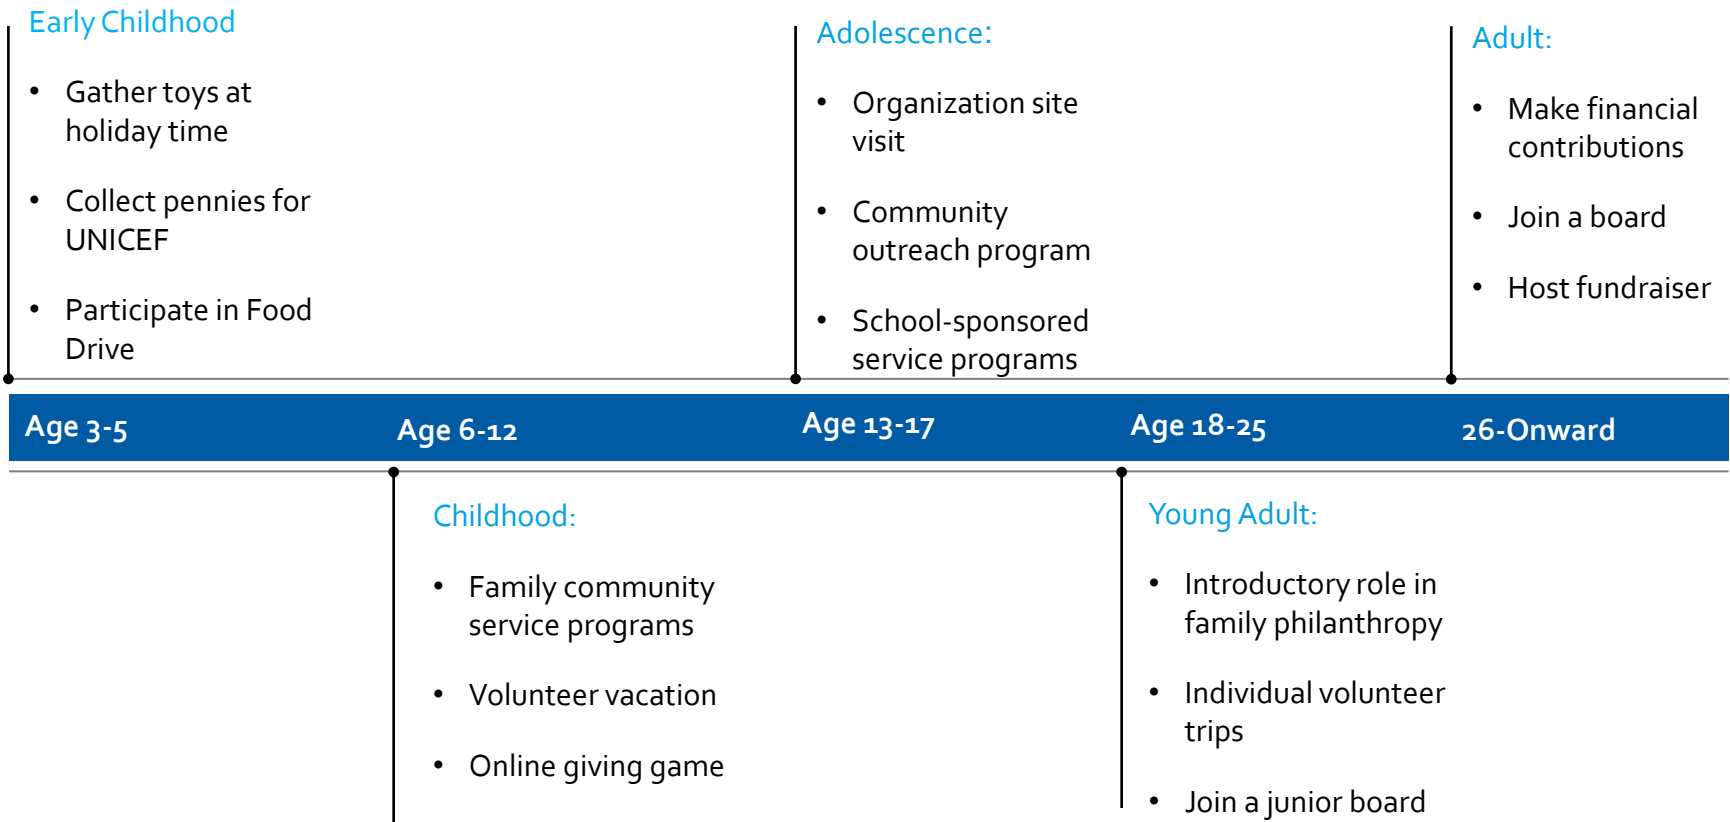 Early Childhood
• Gather toys at
holiday time
• Collect pennies for
UNICEF
• Participate in Food
Drive
Adolescence:
• Organization site
visit
• Community
outreach program
• School-sponsored
service programs
Adult:
• Make financial
contributions
• Join a board
• Host fundraiser
Age 3-5
Age 6-12
Age 13-17
Age 18-25
26-Onward
Childhood:
• Family community
service programs
• Volunteer vacation
• Online giving game
Young Adult:
• Introductory role in
family philanthropy
• Individual volunteer
trips
• Join a junior board